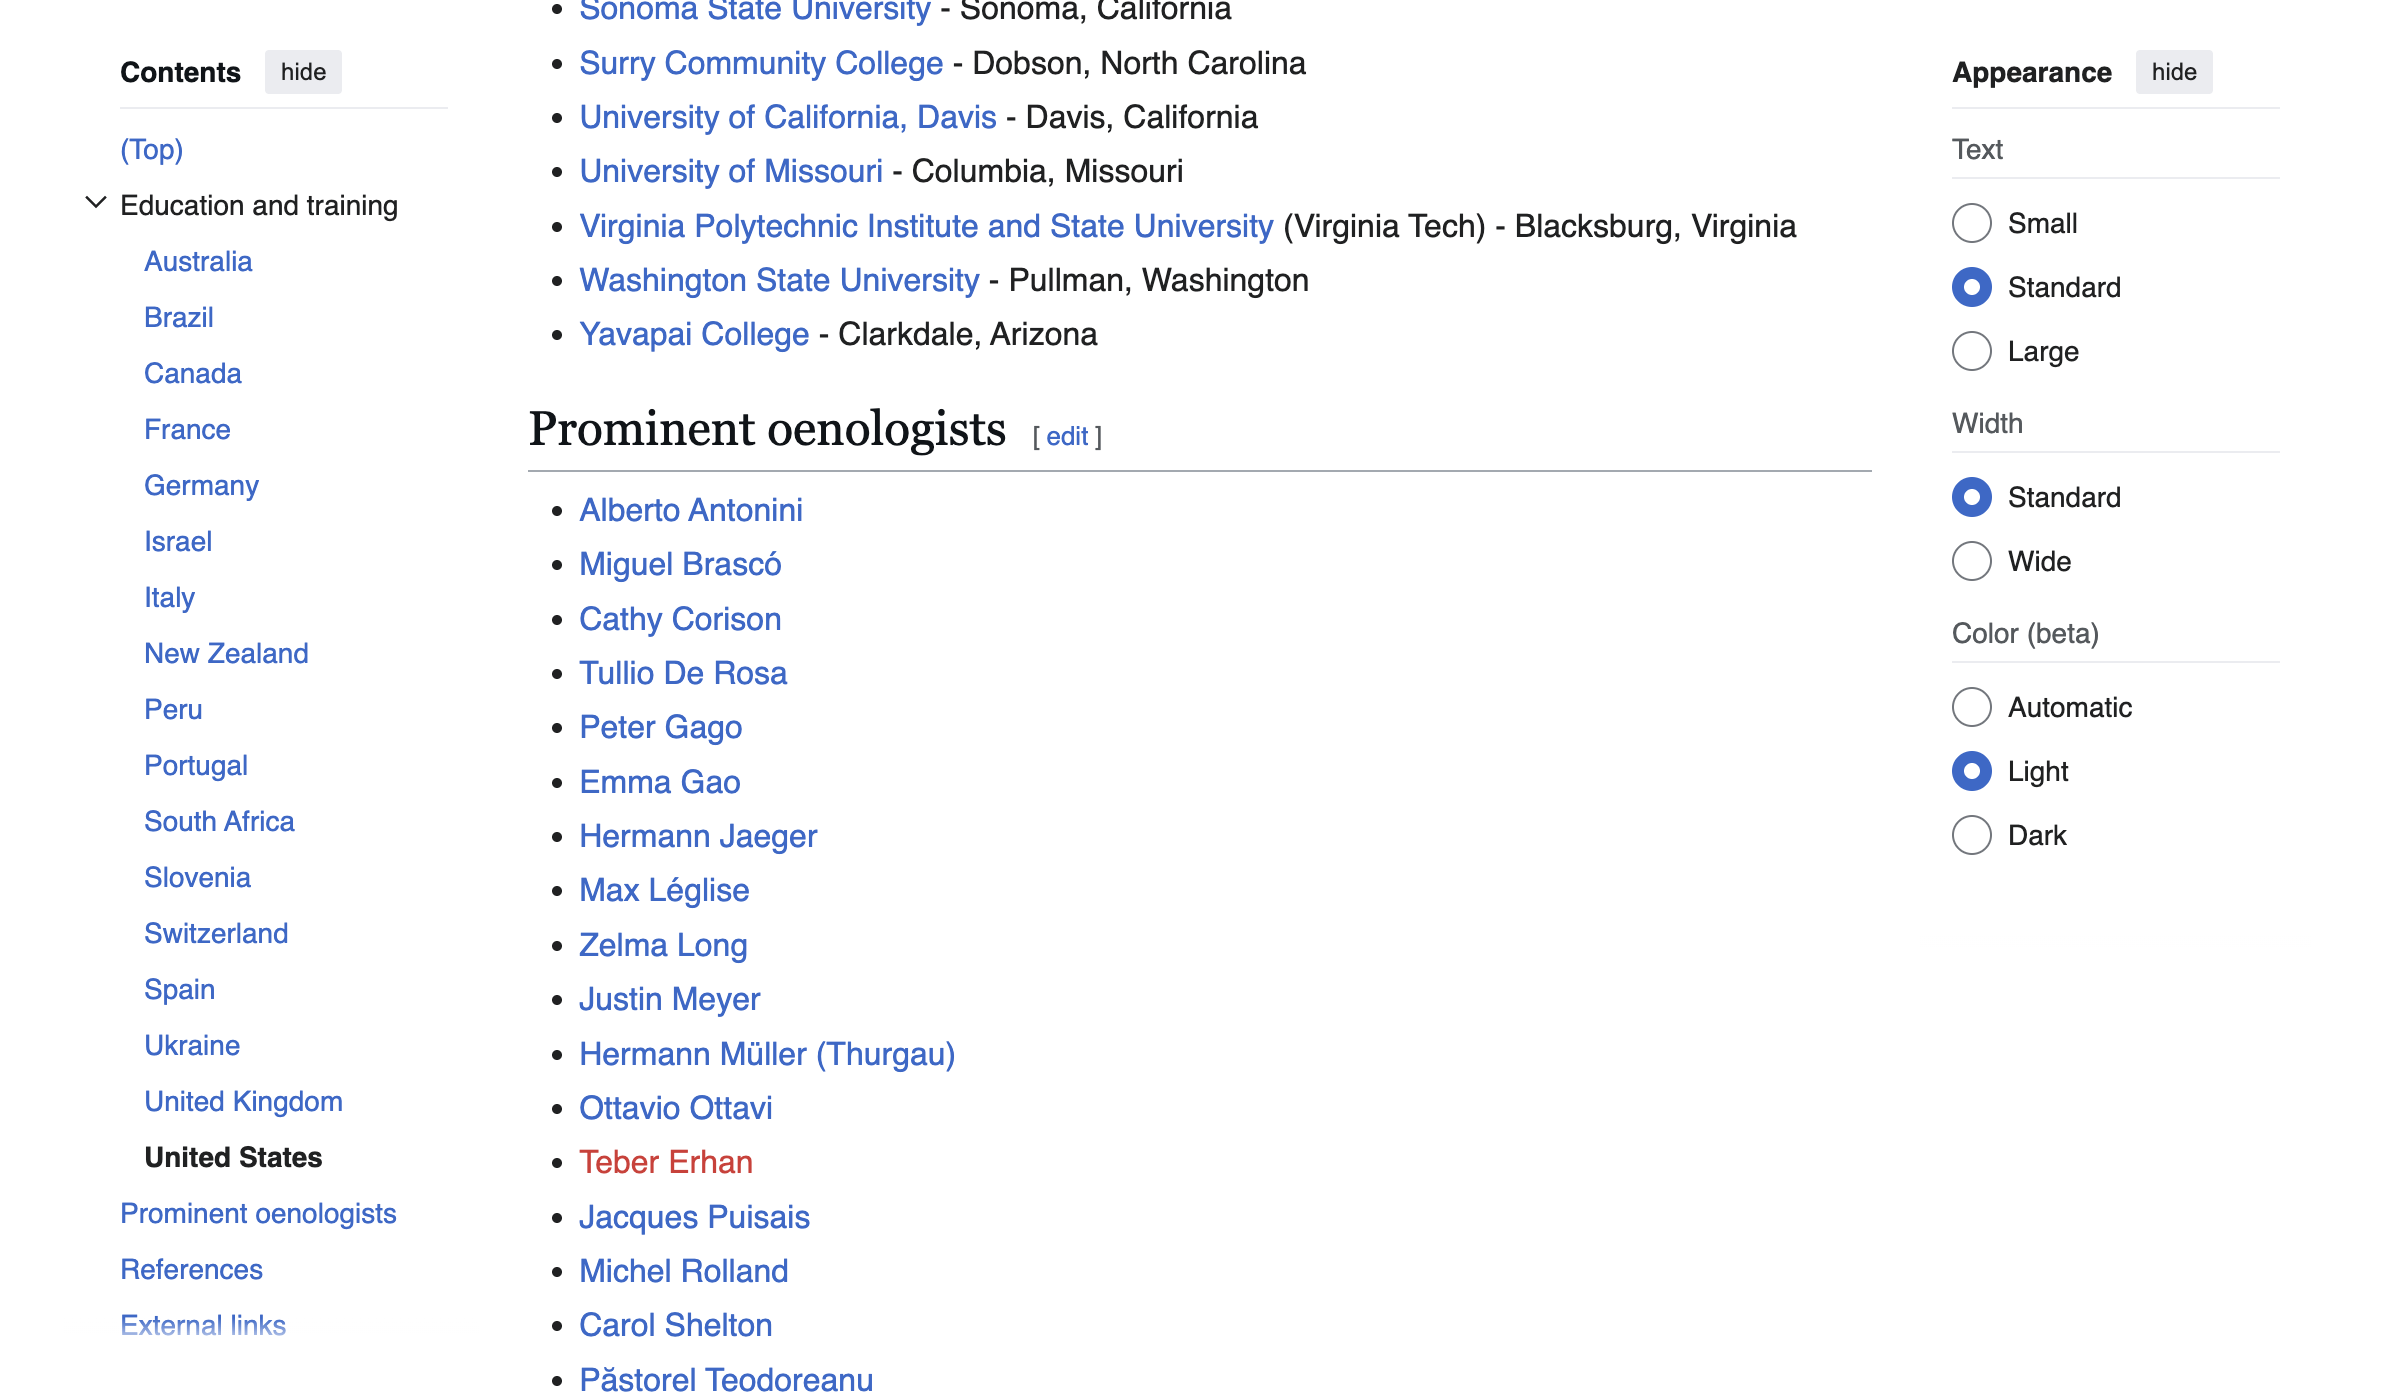 Contents hide
(Top)
Education and training
Australia
Brazil
Canada
France
Germany
Israel
Italy
New Zealand
Peru
Portugal
South Africa
Slovenia
Switzerland
Spain
Ukraine
United Kingdom
United States
Prominent oenologists
References
External links
Sonoma State University - Sonoma, California
Surry Community College - Dobson, North Carolina
University of California, Davis - Davis, California
University of Missouri - Columbia, Missouri
Virginia Polytechnic Institute and State University (Virginia Tech) - Blacksburg, Virginia
Washington State University - Pullman, Washington
Yavapai College - Clarkdale, Arizona
Prominent oenologists [ edit ]
Alberto Antonini
Miguel Brascó
Cathy Corison
Tullio De Rosa
Peter Gago
Emma Gao
Hermann Jaeger
Max Léglise
Zelma Long
Justin Meyer
Hermann Müller (Thurgau)
Ottavio Ottavi
Teber Erhan
Jacques Puisais
Michel Rolland
Carol Shelton
Păstorel Teodoreanu
Appearance hide
Text
Small
Standard
Large
Width
Standard
Wide
Color (beta)
Automatic
Light
Dark